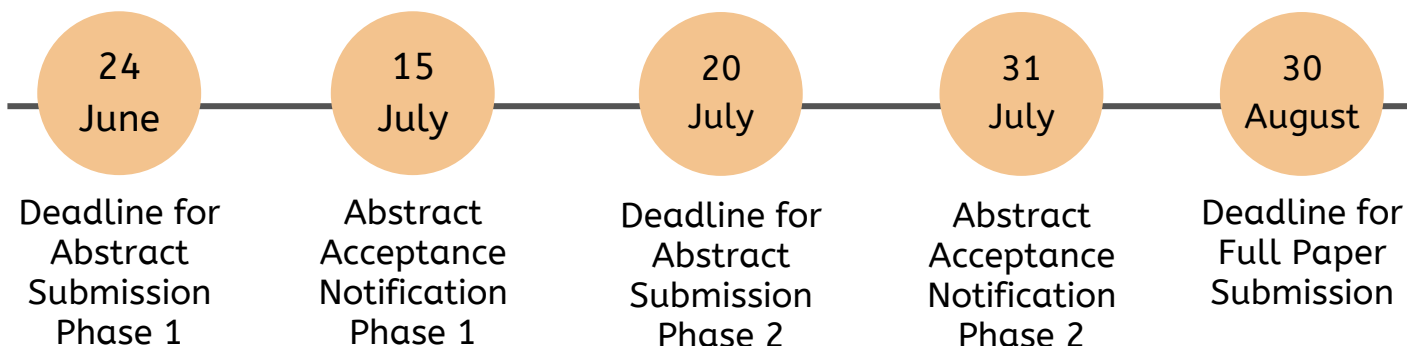 24
June
Deadline for
Abstract
Submission
Phase 1
15
July
Abstract
Acceptance
Notification
Phase 1
20
July
Deadline for
Abstract
Submission
Phase 2
31
July
Abstract
Acceptance
Notification
Phase 2
30
August
Deadline for
Full Paper
Submission